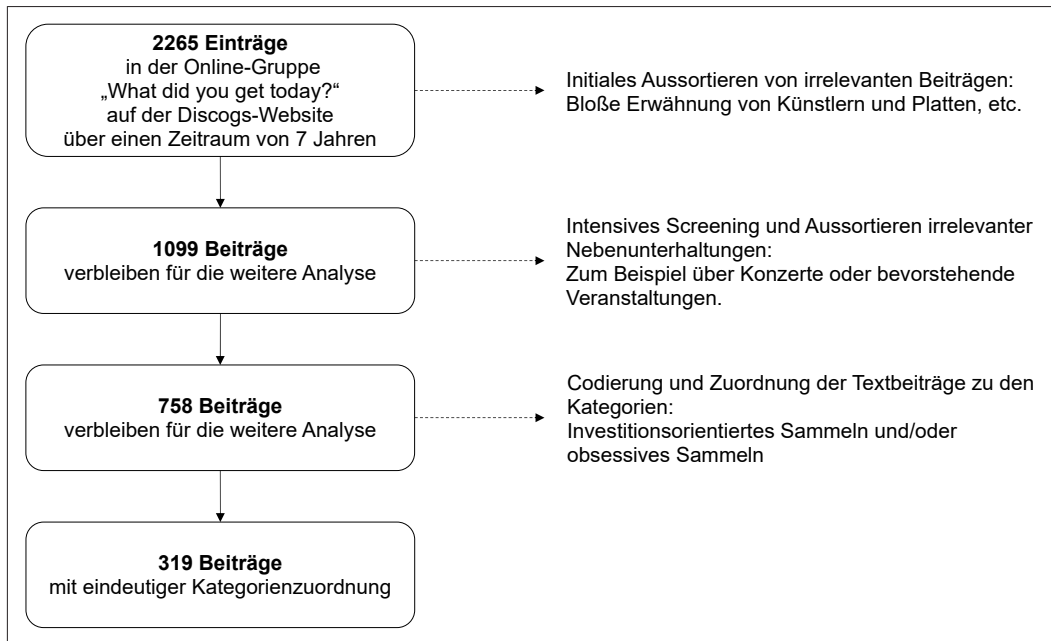 2265 Einträge
in der Online-Gruppe
„What did you get today?“
auf der Discogs-Website
über einen Zeitraum von 7 Jahren
Initiales Aussortieren von irrelevanten Beiträgen:
Bloße Erwähnung von Künstlern und Platten, etc.
1099 Beiträge
verbleiben für die weitere Analyse
Intensives Screening und Aussortieren irrelevanter
Nebenunterhaltungen:
Zum Beispiel über Konzerte oder bevorstehende
Veranstaltungen.
758 Beiträge
verbleiben für die weitere Analyse
Codierung und Zuordnung der Textbeiträge zu den
Kategorien:
Investitionsorientiertes Sammeln und/oder
obsessives Sammeln
319 Beiträge
mit eindeutiger Kategorienzuordnung